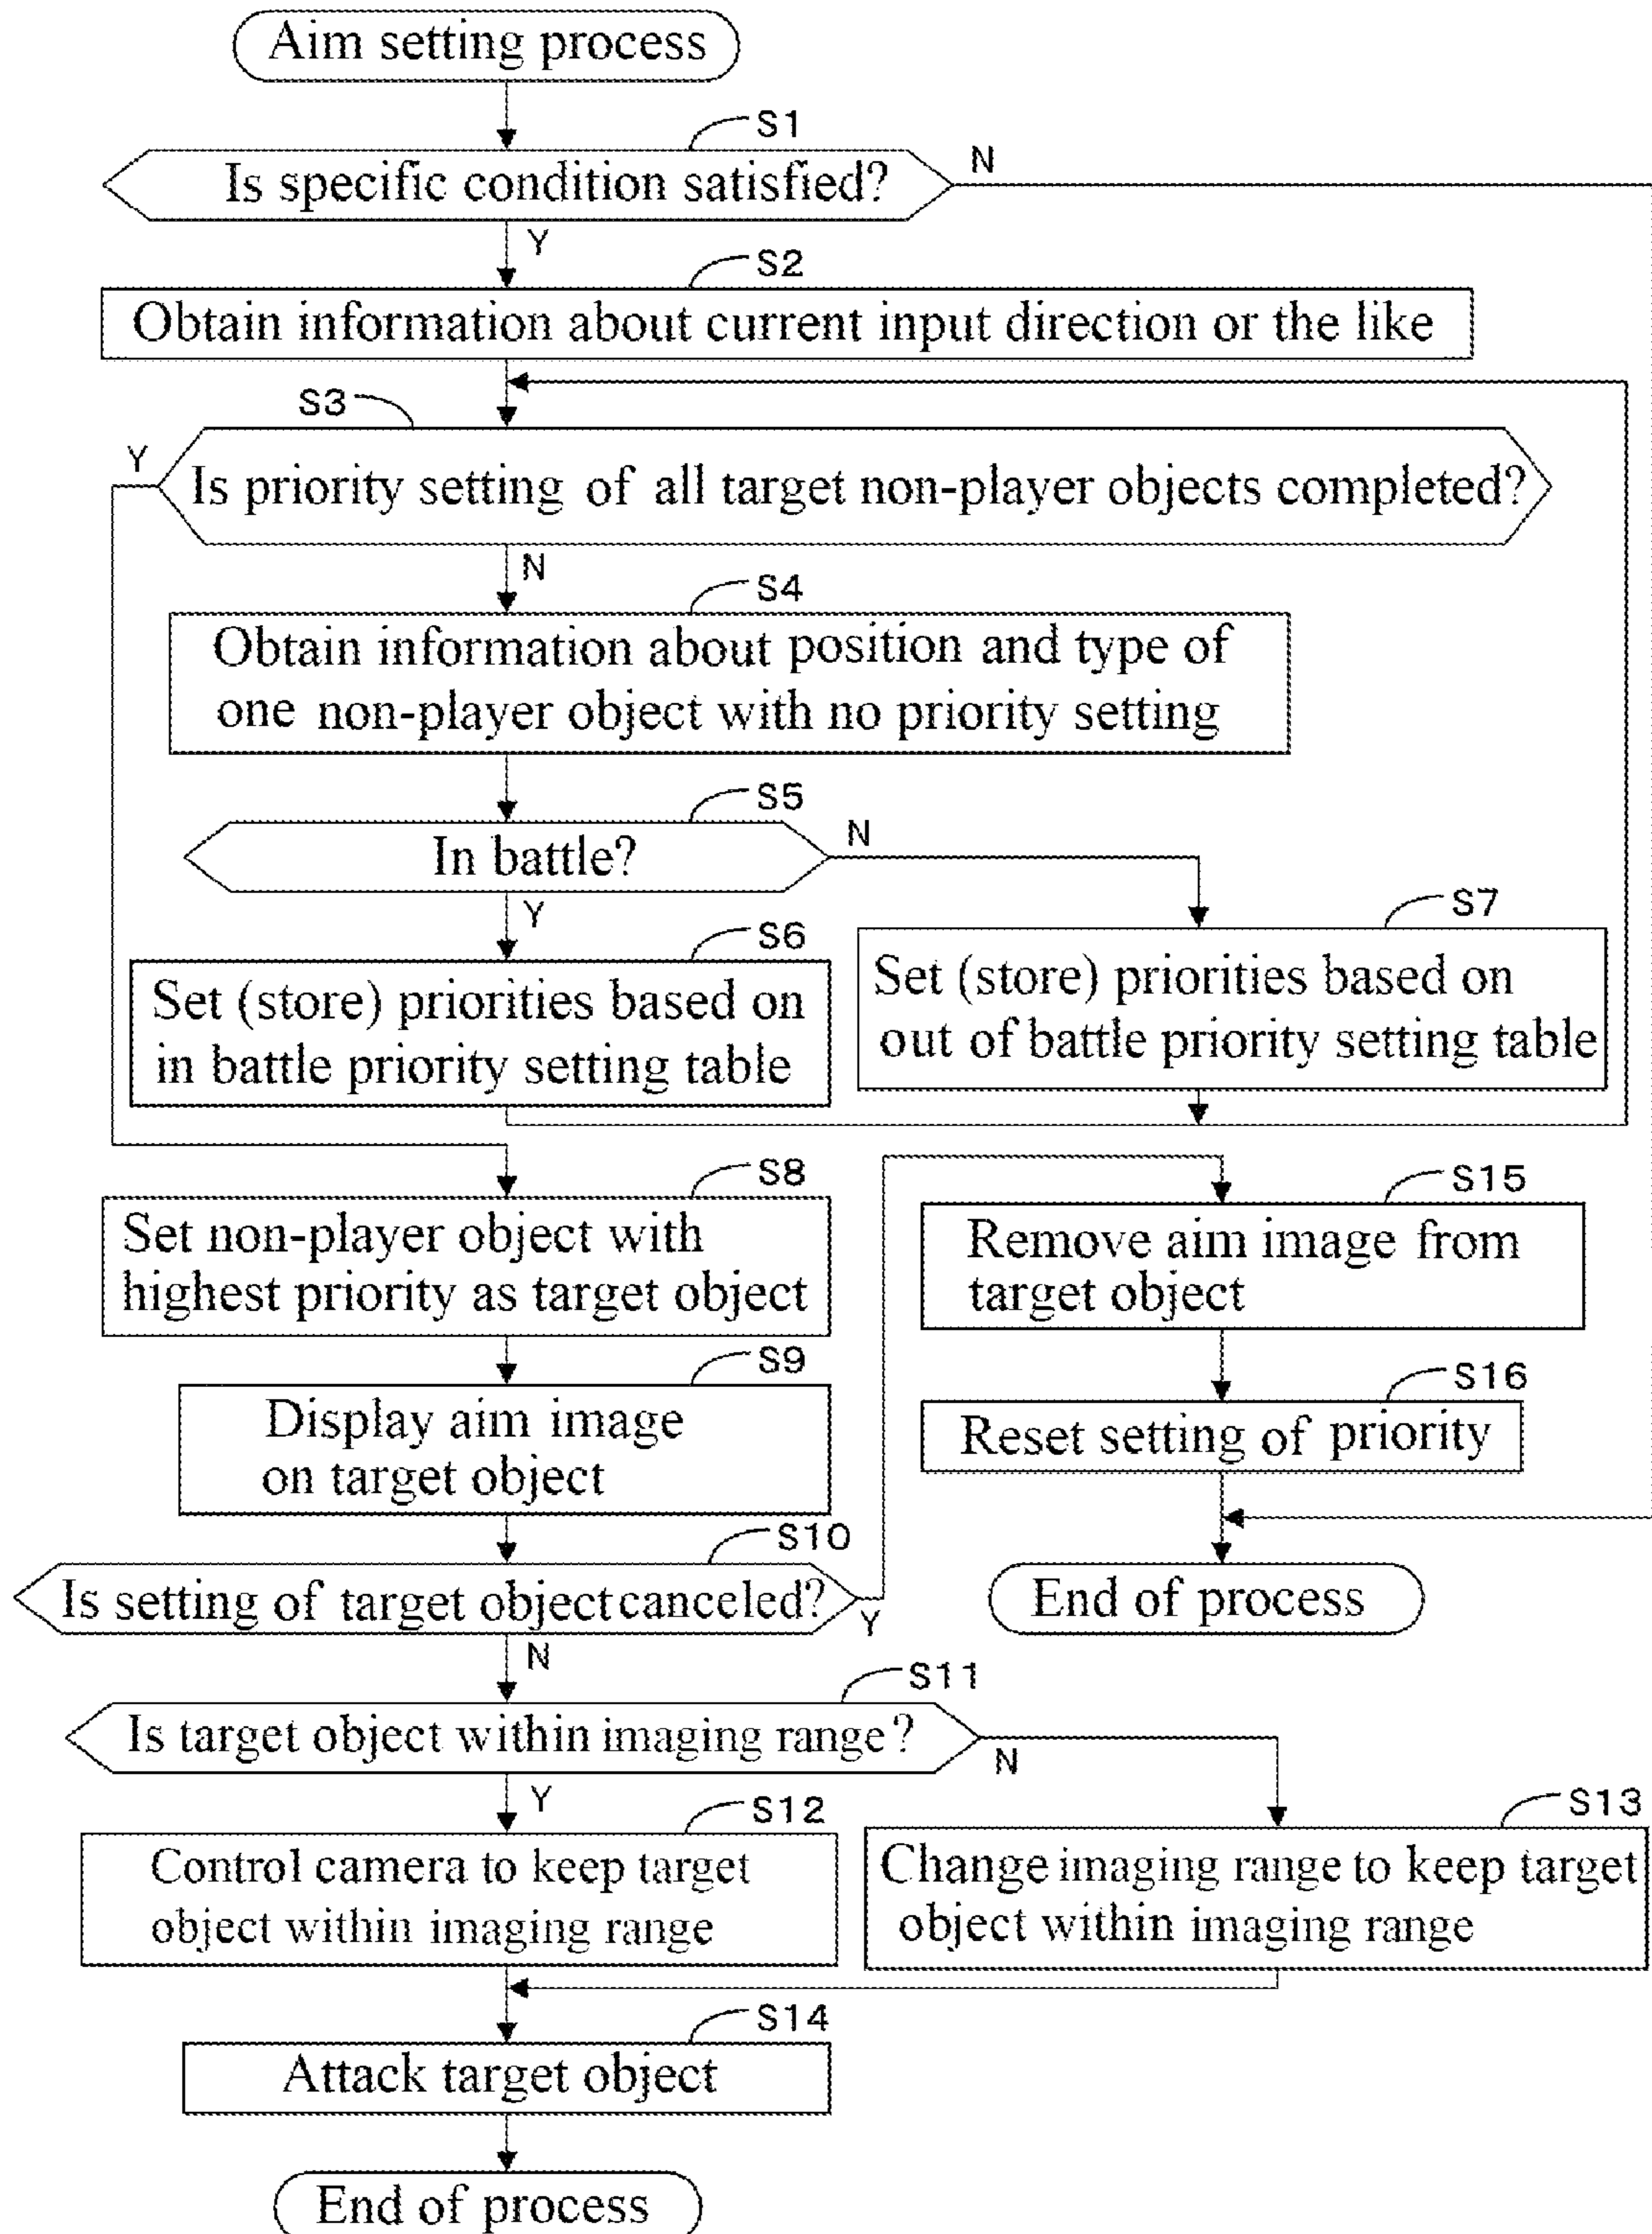 Aim setting process
S1
Is specific condition satisfied?
N
Y
S2
Obtain information about current input direction or the like
S3
Y
Is priority setting of all target non-player objects completed?
N
S4
Obtain information about position and type of
one non-player object with no priority setting
S5
In battle?
N
Y
S6
Set (store) priorities based on
in battle priority setting table
S7
Set (store) priorities based on
out of battle priority setting table
S8
Set non-player object with
highest priority as target object
S9
Display aim image
on target object
S10
Is setting of target object canceled?
Y
N
S15
Remove aim image from
target object
S16
Reset setting of priority
End of process
S11
Is target object within imaging range?
N
Y
S12
Control camera to keep target
object within imaging range
S13
Change imaging range to keep target
object within imaging range
S14
Attack target object
End of process